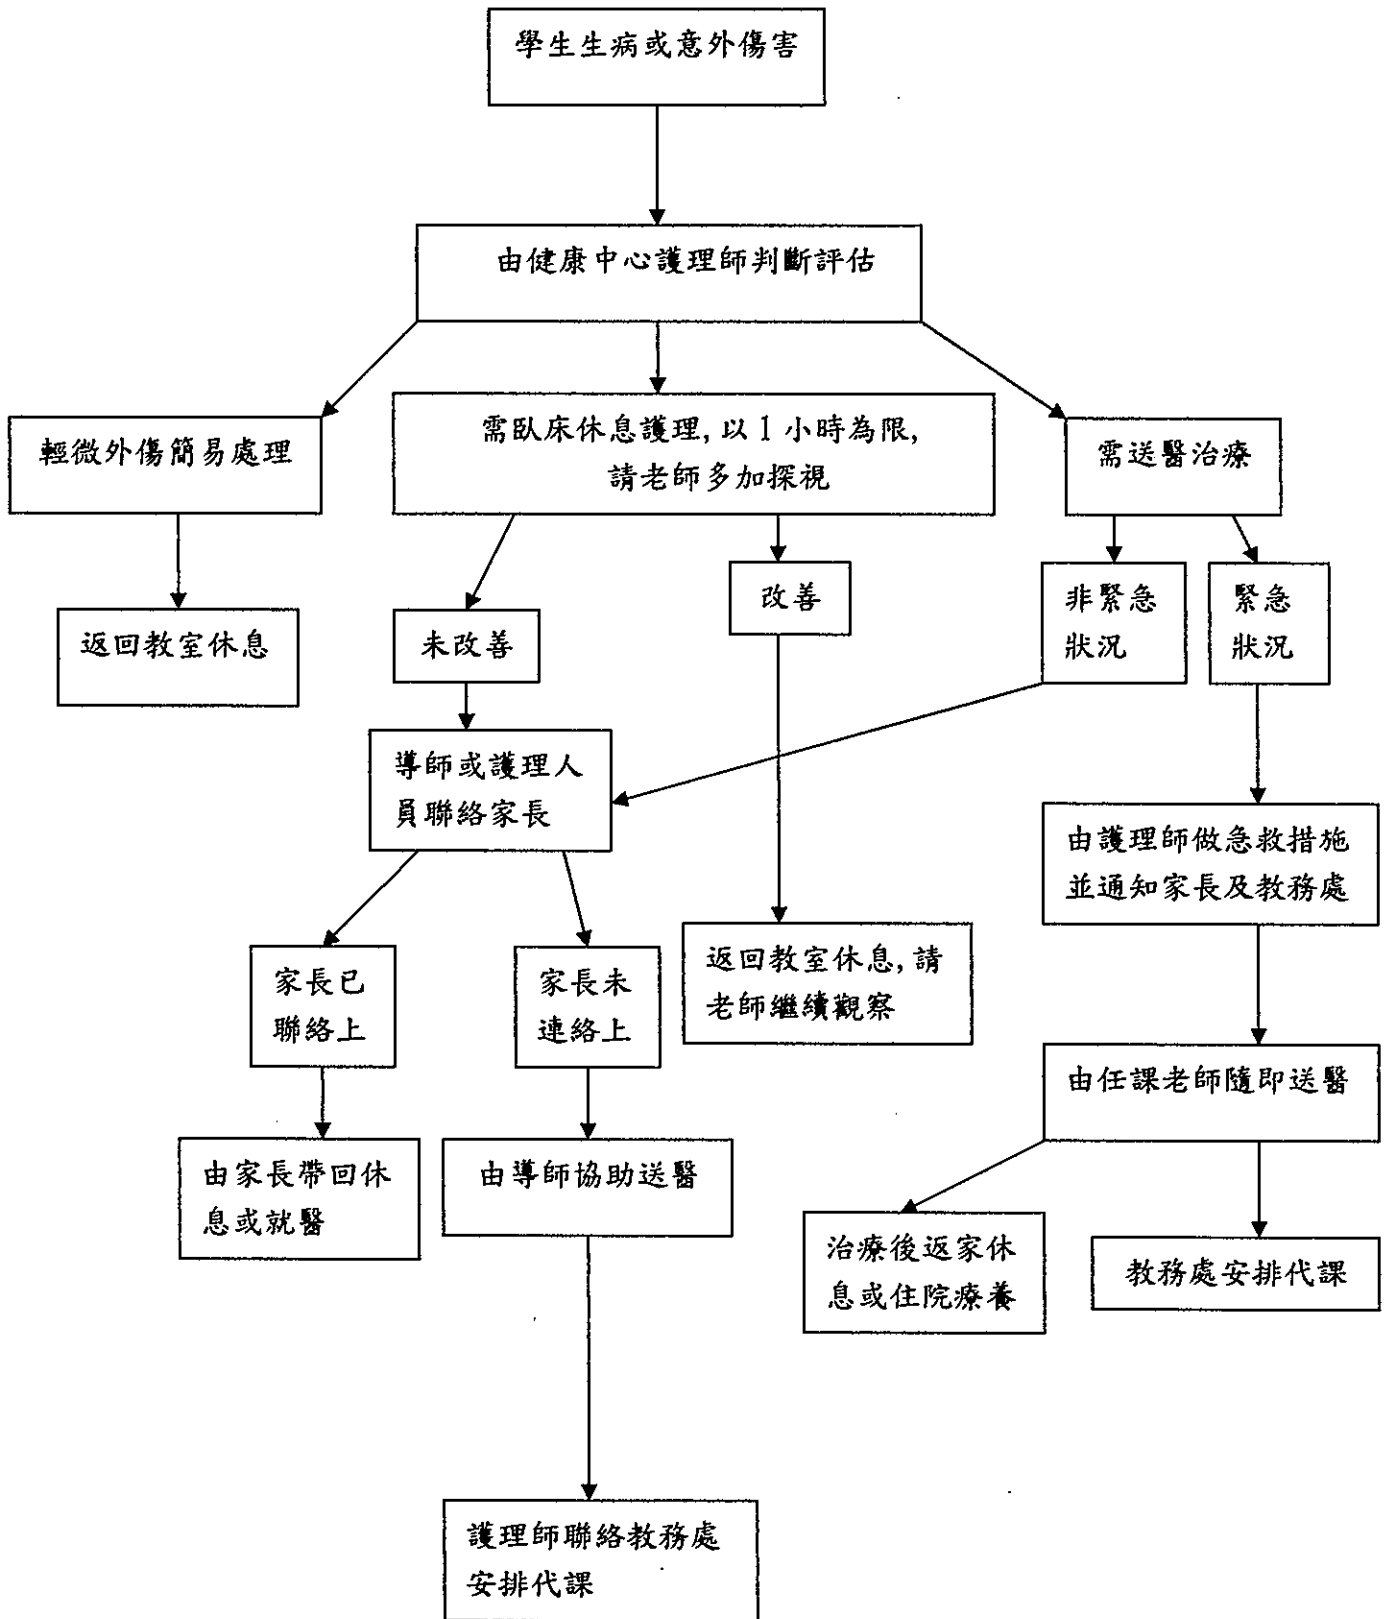 學生生病或意外傷害
由健康中心護理師判斷評估
輕微外傷簡易處理
需臥床休息護理,以1小時為限,
請老師多加探視
需送醫治療
返回教室休息
未改善
改善
非緊急
狀況
緊急
狀況
導師或護理人
員聯絡家長
由護理師做急救措施
並通知家長及教務處
家長已
聯絡上
家長未
連絡上
返回教室休息,請
老師繼續觀察
由任課老師隨即送醫
由家長帶回休
息或就醫
由導師協助送醫
治療後返家休
息或住院療養
教務處安排代課
護理師聯絡教務處
安排代課